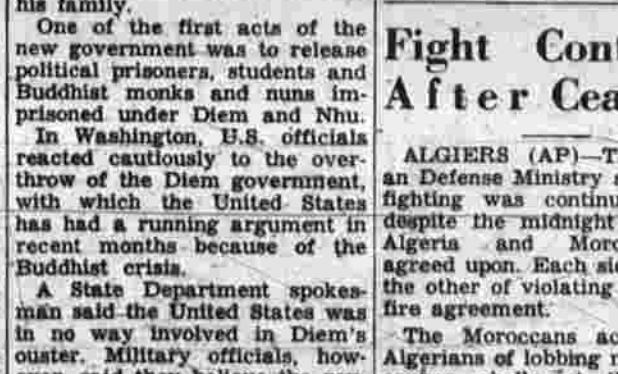 his family.
One of the first acts of the
new government was to release
political prisoners, students and
Buddhist monks and nuns im-
prisoned under Diem and Nhu.
In Washington, U.S. officials
reacted cautiously to the over-
throw of the Diem government,
with which the United States
has had a running argument in
recent months because of the
Buddhist crisis.
A State Department spokes-
man said the United States was
in no way involved in Diem's
ouster. Military officials, how-
Fight Cont
After Cea
ALGIERS (AP)—T
an Defense Ministry s
fighting was continu
despite the midnight
Algeria and Moro
agreed upon. Each sid
the other of violating
fire agreement.
The Moroccans ac
Algerians of lobbing